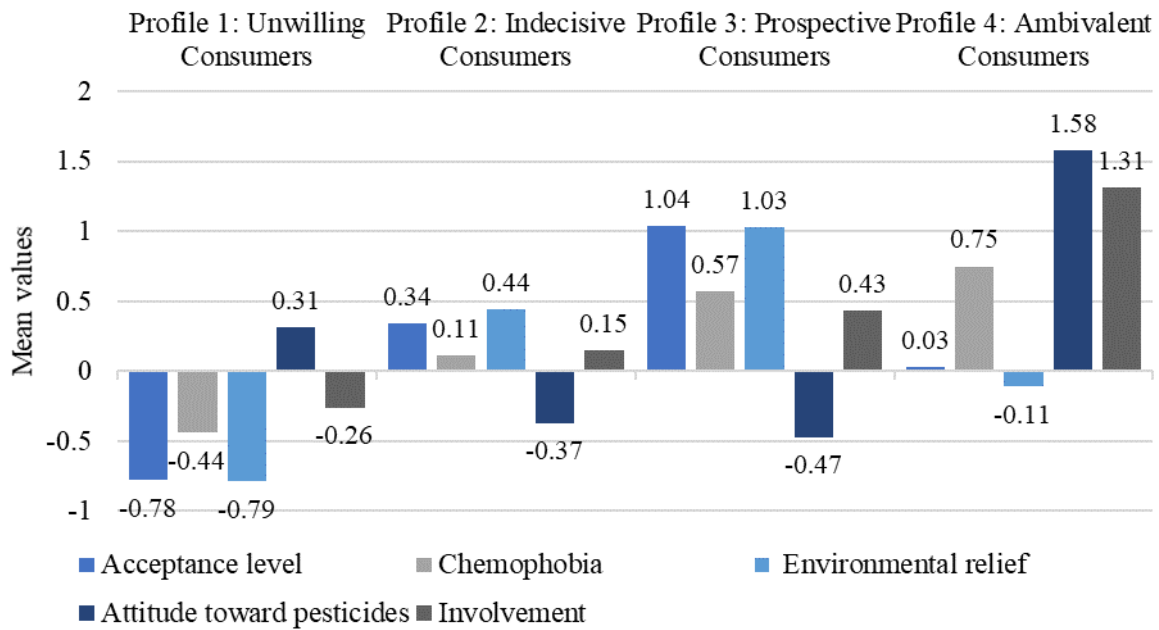 Profile 1: Unwilling Consumers
Profile 2: Indecisive Consumers
Profile 3: Prospective Consumers
Profile 4: Ambivalent Consumers
Mean values
2
1.5
1
0.5
0
-0.5
-1
-0.78
-0.44
-0.79
0.31
-0.26
0.34
0.11
0.44
-0.37
0.15
1.04
0.57
1.03
-0.47
0.43
0.03
0.75
-0.11
1.58
1.31
Acceptance level
Chemophobia
Environmental relief
Attitude toward pesticides
Involvement